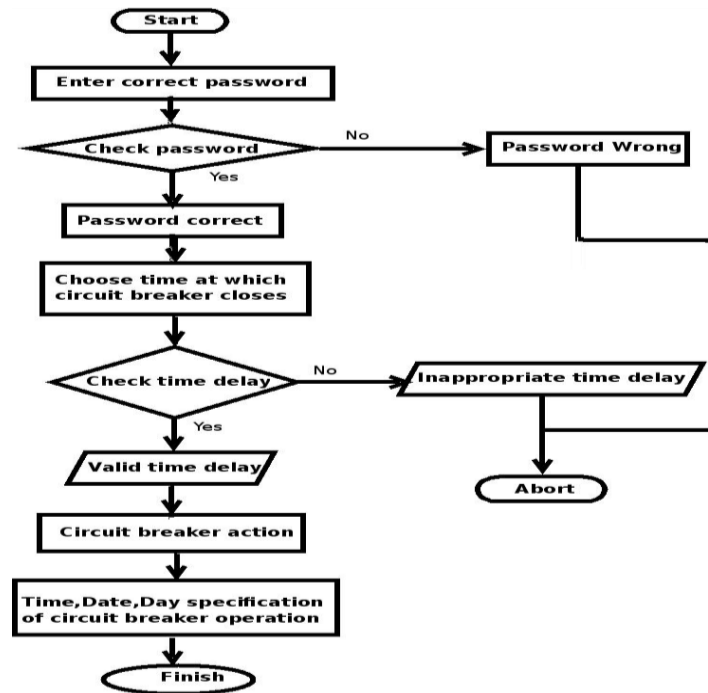 Start
Enter correct password
Check password
No
Password Wrong
Yes
Password correct
Choose time at which
circuit breaker closes
Check time delay
No
Inappropriate time delay
Yes
Valid time delay
Abort
Circuit breaker action
Time,Date,Day specification
of circuit breaker operation
Finish